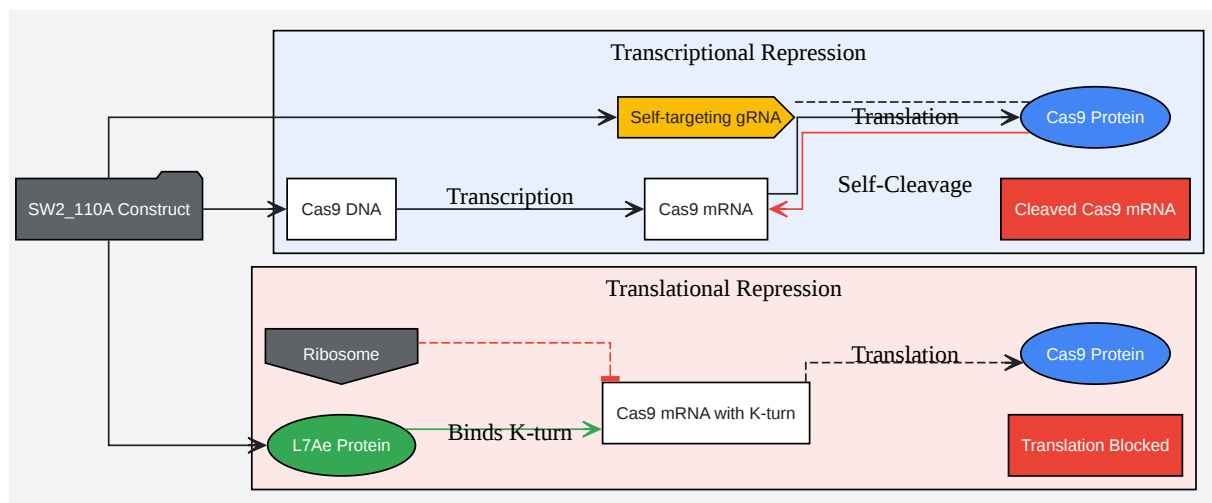 Transcriptional Repression
Self-targeting gRNA
Translation
Cas9 Protein
SW2_110A Construct
Cas9 DNA
Transcription
Cas9 mRNA
Self-Cleavage
Cleaved Cas9 mRNA
Translational Repression
Ribosome
Translation
Cas9 Protein
Cas9 mRNA with K-turn
L7Ae Protein
Binds K-turn
Translation Blocked